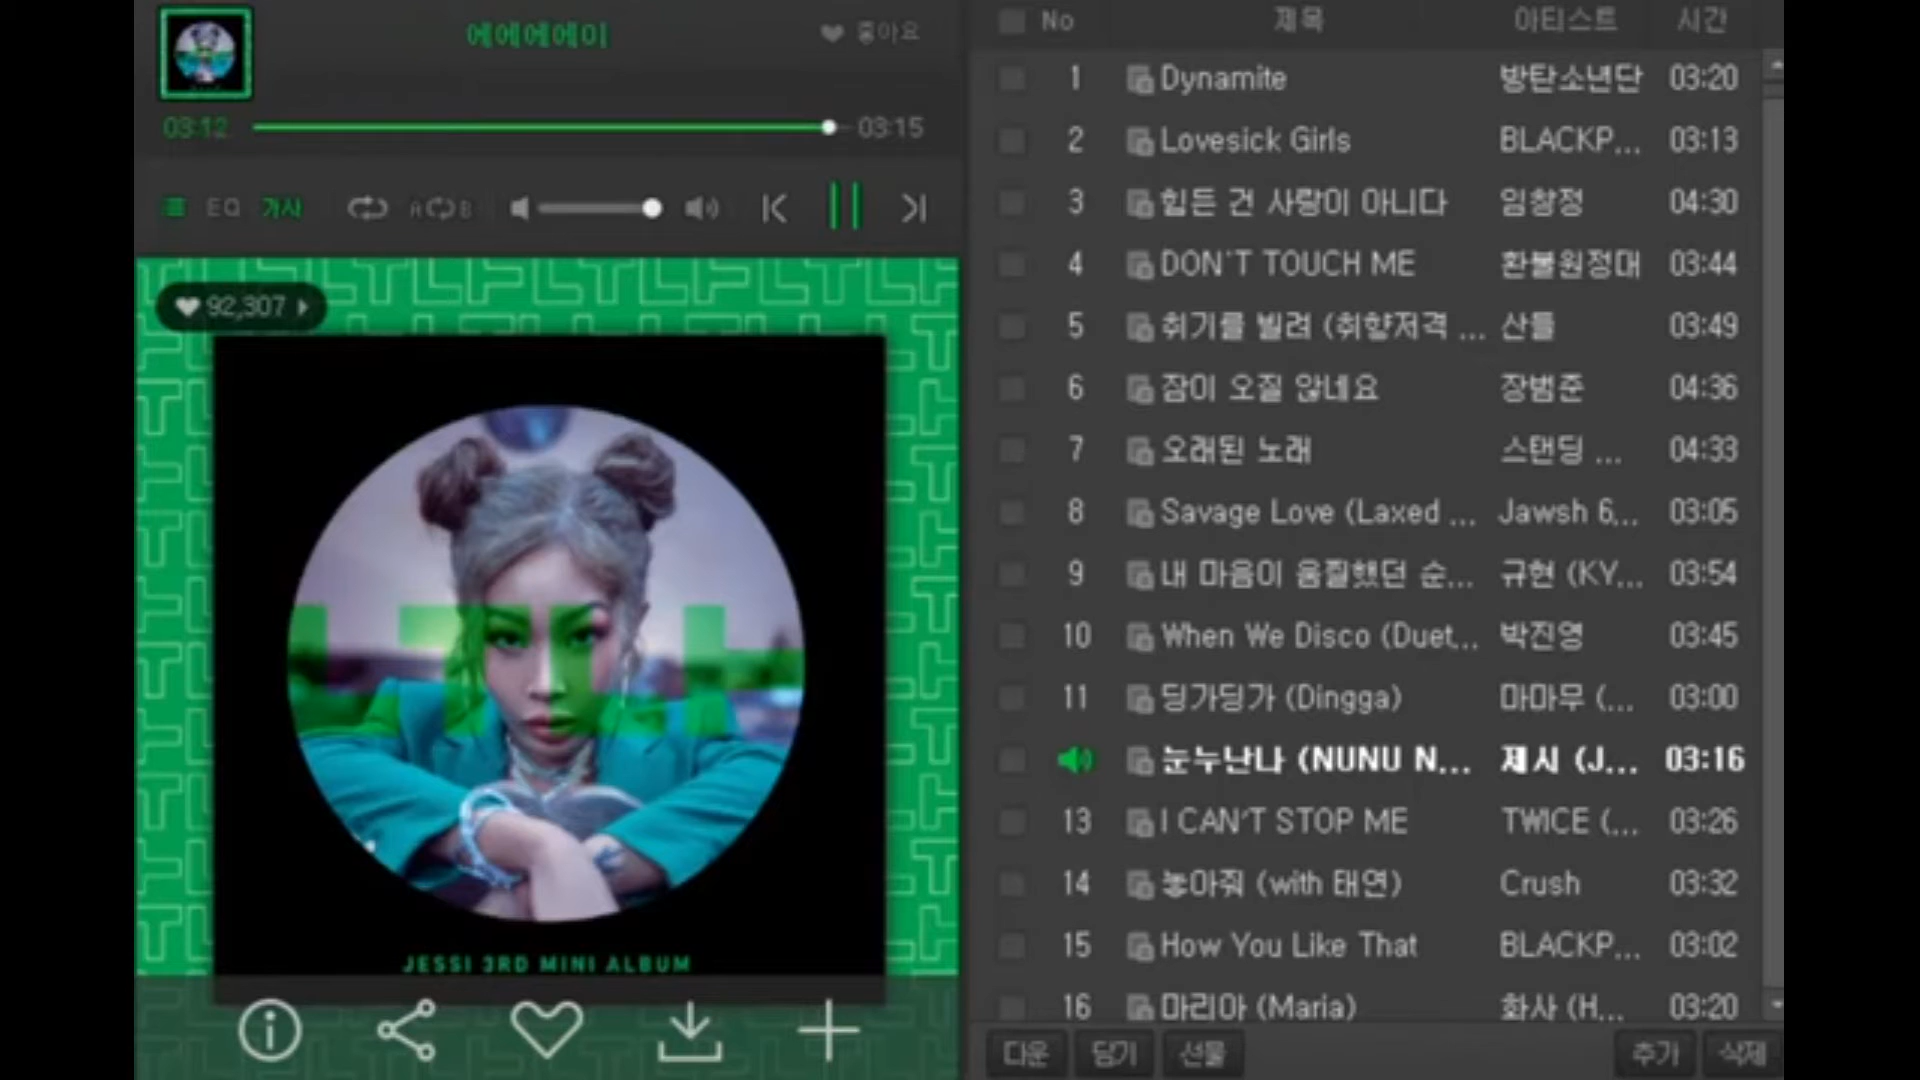 에에에에이
좋아요
03:12
03:15
EQ 가사
A B
92,307
JESSI 3RD MINI ALBUM
No 제목 아티스트 시간
1 Dynamite 방탄소년단 03:20
2 Lovesick Girls BLACKP... 03:13
3 힘든 건 사랑이 아니다 임창정 04:30
4 DON'T TOUCH ME 환불원정대 03:44
5 취기를 빌려 (취향저격 ... 산들 03:49
6 잠이 오질 않네요 장범준 04:36
7 오래된 노래 스탠딩 ... 04:33
8 Savage Love (Laxed ... Jawsh 6... 03:05
9 내 마음이 움찔했던 순... 규현 (KY... 03:54
10 When We Disco (Duet... 박진영 03:45
11 딩가딩가 (Dingga) 마마무 (... 03:00
눈누난나 (NUNU N... 제시 (J... 03:16
13 I CAN'T STOP ME TWICE (... 03:26
14 놓아줘 (with 태연) Crush 03:32
15 How You Like That BLACKP... 03:02
16 마리아 (Maria) 화사 (H... 03:20
다운 담기 선물 추가 삭제